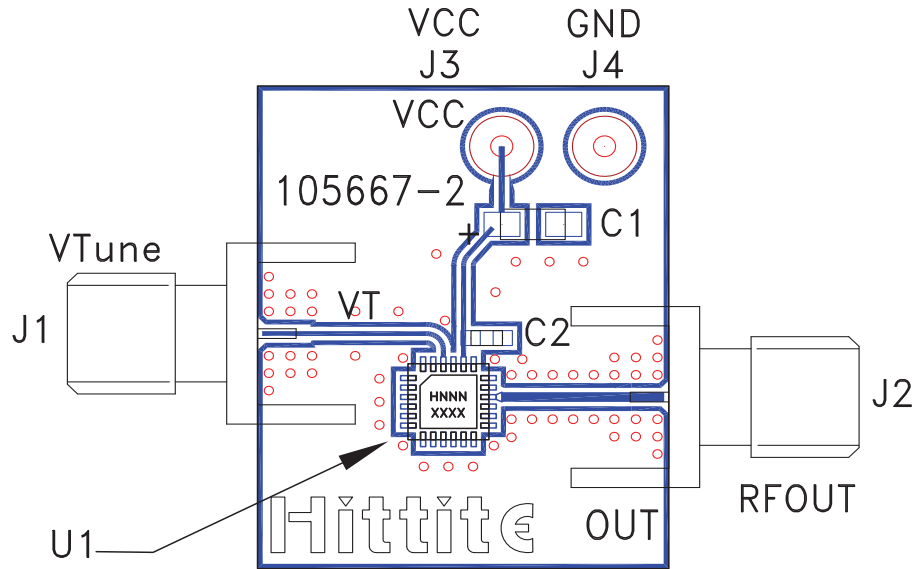 VCC GND
J3 J4
VCC
105667-2
+ C1
VTune
J1
VT
C2
HNNN
XXXX
J2
RFOUT
OUT
Hittite
U1